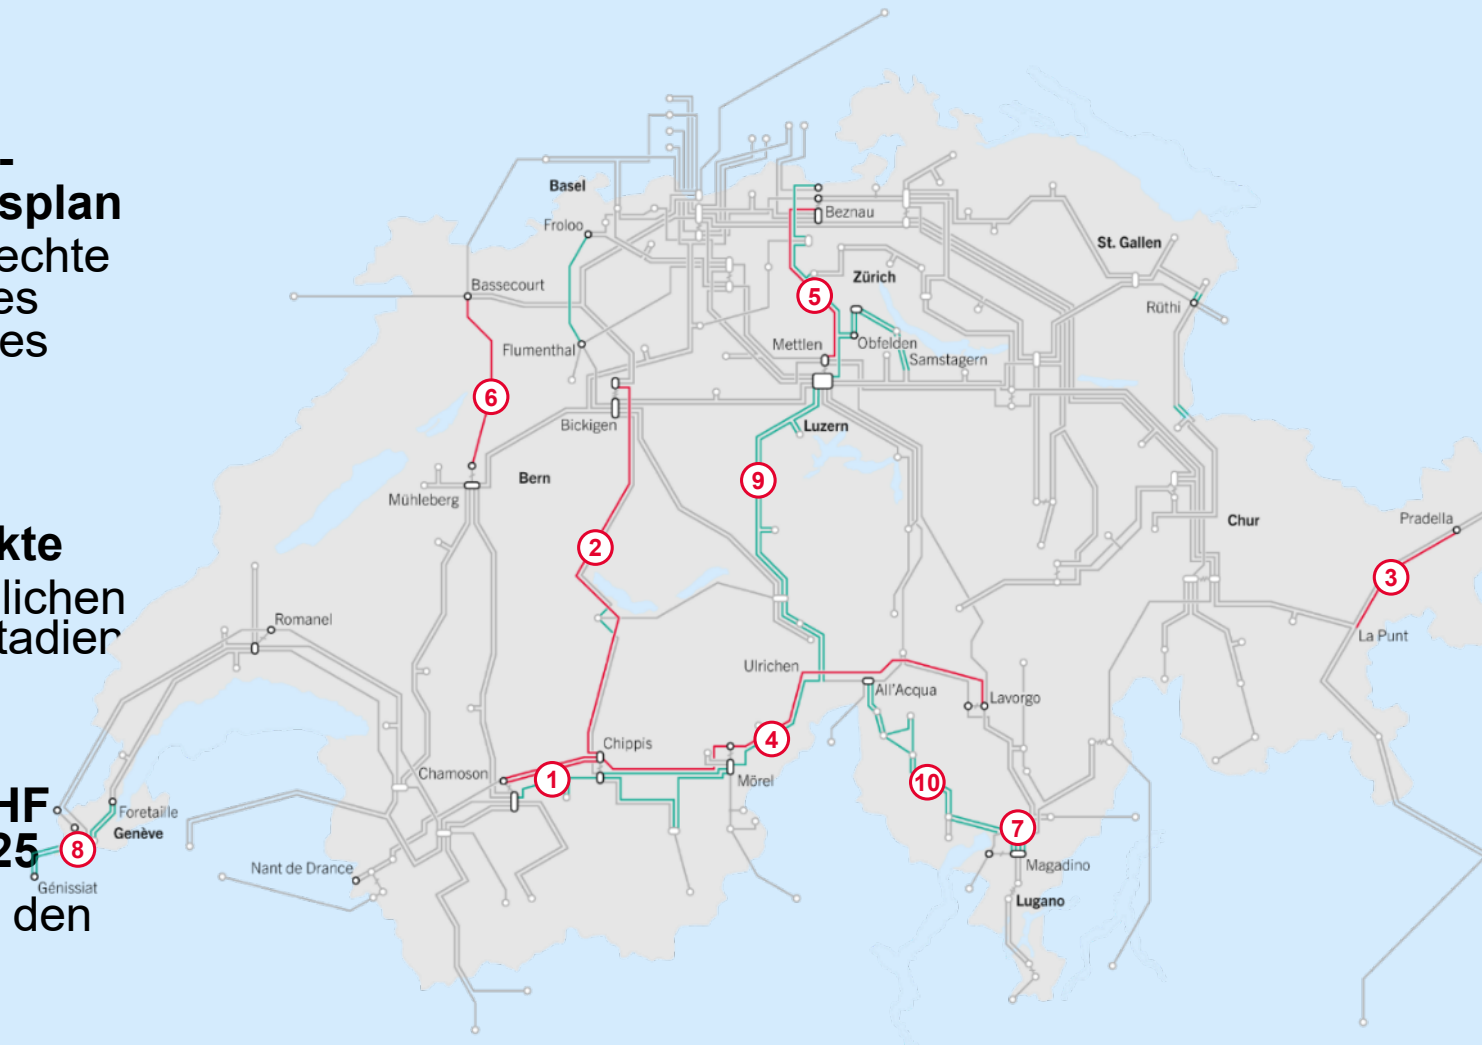 -
splan
echte
es
es
kte
lichen
tadien
HF
25
den
Basel
Froloo
Beznau
St. Gallen
Zürich
Bassecourt
5
Rüthi
Flumenthal
Mettlen
Obfelden
Samstagern
6
Bickigen
Luzern
Bern
9
Mühleberg
Chur
Pradella
2
3
Romanel
La Punt
Ulrichen
All'Acqua
Lavorgo
Chippis
4
Chamoson
1
Mörel
10
Foretaille
Genève
7
8
Nant de Drance
Magadino
Génissiat
Lugano